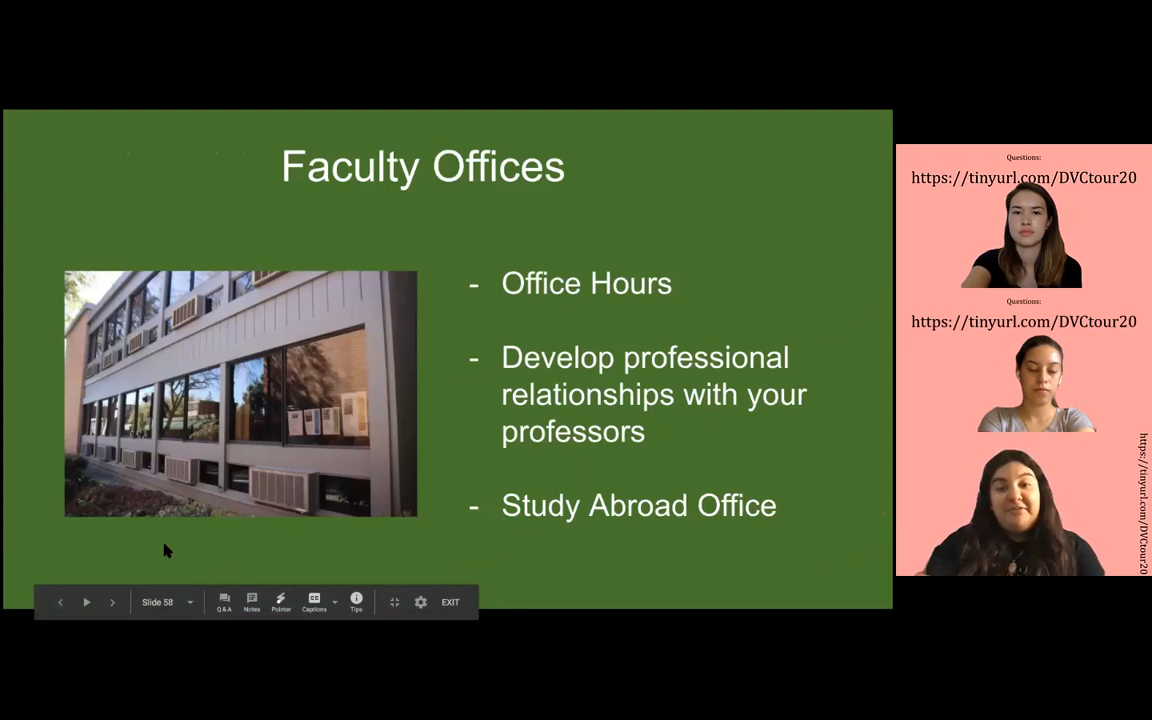 Faculty Offices
- Office Hours
- Develop professional
relationships with your
professors
- Study Abroad Office
Slide 58
Q & A
Notes
Pointer
Captions
Tips
EXIT
Questions:
https://tinyurl.com/DVCtour20
Questions:
https://tinyurl.com/DVCtour20
https://tinyurl.com/DVCtour20